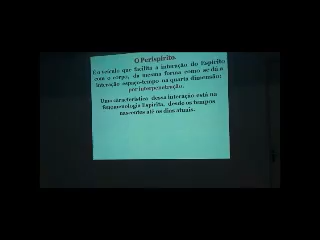 O Perispírito.
É o veículo que facilita a interação do Espírito
com o corpo, da mesma forma como se dá a
interação espaço-tempo na quarta dimensão:
por interpenetração.
Uma característica dessa interação está na
fenomenologia Espírita, desde os tempos
nascentes até os dias atuais.